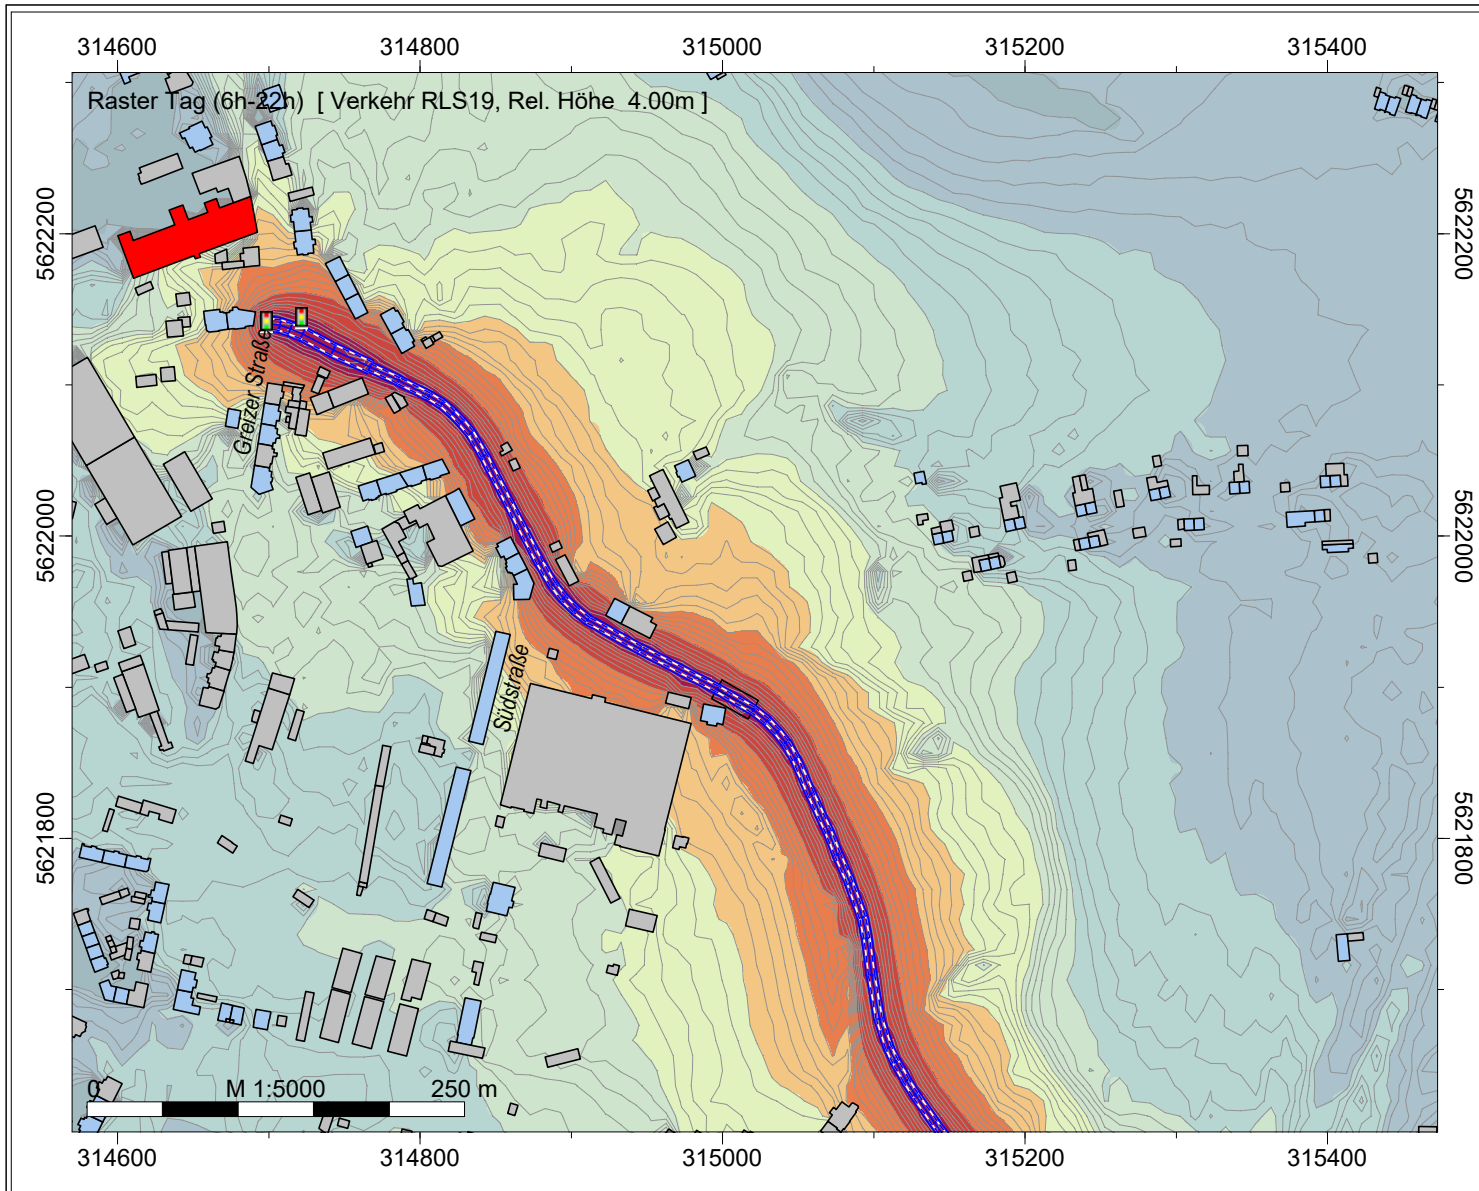 314600 314800 315000 315200 315400
Raster Tag (6h-22h) [ Verkehr RLS19, Rel. Höhe 4.00m ]
5622200 5622200
Greizer Straße
5622000 5622000
Südstraße
5621800 5621800
0 M 1:5000 250 m
314600 314800 315000 315200 315400